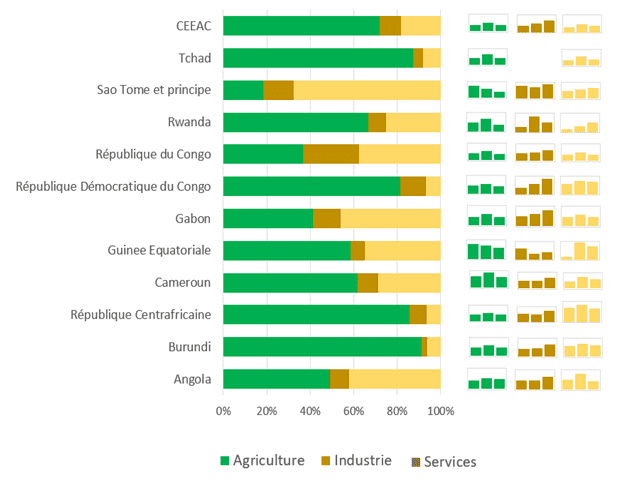 CEEAC
Tchad
Sao Tome et principe
Rwanda
République du Congo
République Démocratique du Congo
Gabon
Guinee Equatoriale
Cameroun
République Centrafricaine
Burundi
Angola
0% 20% 40% 60% 80% 100%
Agriculture Industrie Services